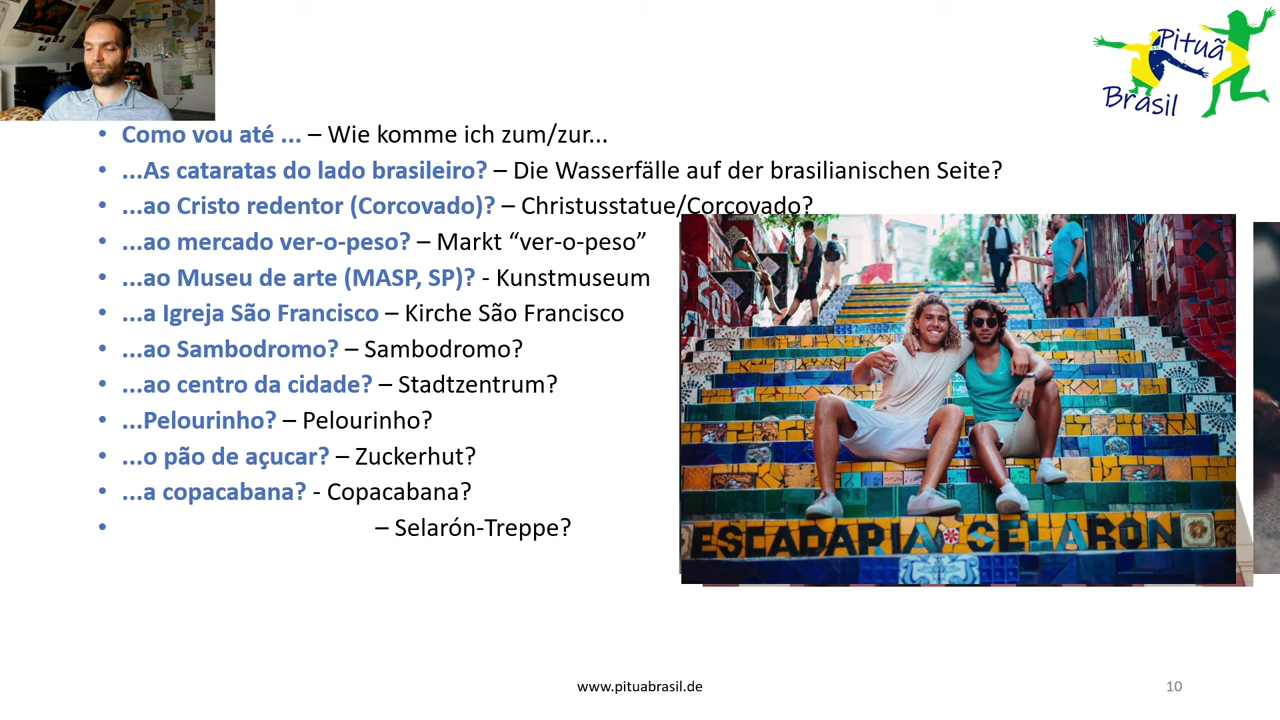 Pituã
Brasil
• Como vou até ... – Wie komme ich zum/zur...
• ...As cataratas do lado brasileiro? – Die Wasserfälle auf der brasilianischen Seite?
• ...ao Cristo redentor (Corcovado)? – Christusstatue/Corcovado?
• ...ao mercado ver-o-peso? – Markt “ver-o-peso”
• ...ao Museu de arte (MASP, SP)? - Kunstmuseum
• ...a Igreja São Francisco – Kirche São Francisco
• ...ao Sambodromo? – Sambodromo?
• ...ao centro da cidade? – Stadtzentrum?
• ...Pelourinho? – Pelourinho?
• ...o pão de açucar? – Zuckerhut?
• ...a copacabana? - Copacabana?
• – Selarón-Treppe?
ESCADARIA SELARÓN
www.pituabrasil.de
10